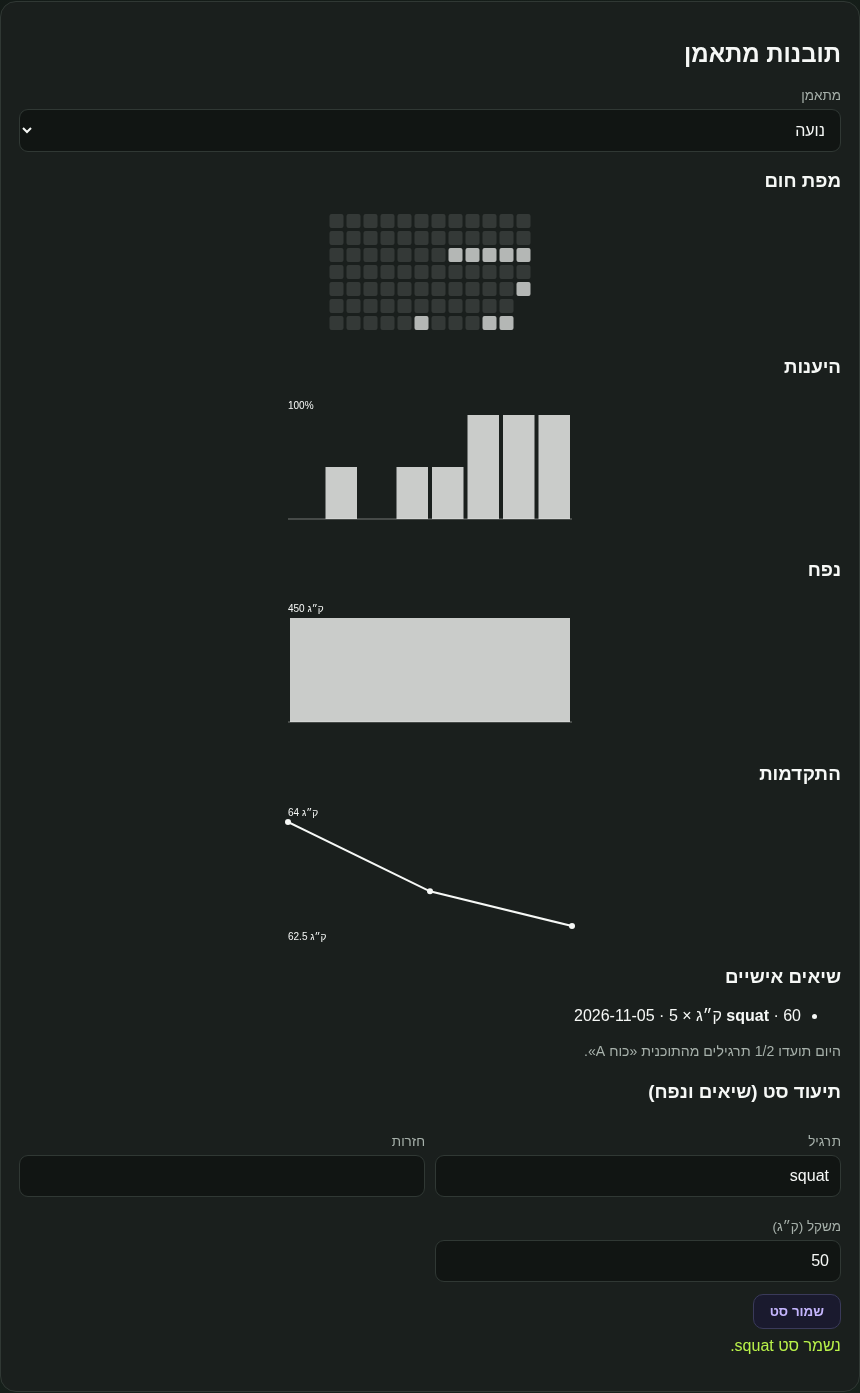 תובנות מתאמן
מתאמן
נועה
מפת חום
היענות
100%
נפח
450 ק״ג
התקדמות
64 ק״ג
62.5 ק״ג
שיאים אישיים
squat · 60 ק״ג × 5 · 2026-11-05
היום תועדו 1/2 תרגילים מהתוכנית «כוח A».
תיעוד סט (שיאים ונפח)
תרגיל
חזרות
squat
משקל (ק״ג)
50
שמור סט
נשמר סט squat.